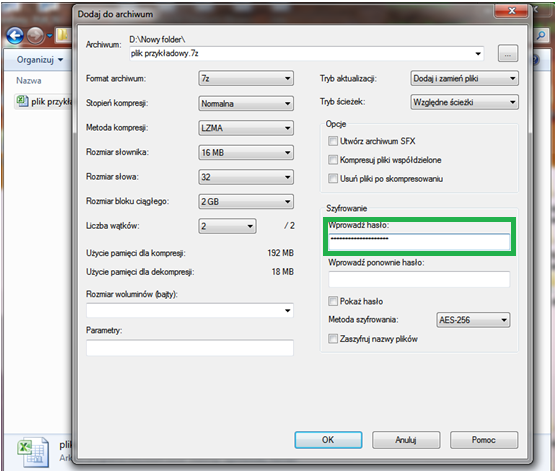 Dodaj do archiwum
Organizuj
Nazwa
plik przykła
Archiwum:
D:\Nowy folder\
plik przykładowy.7z
...
Format archiwum:
7z
Stopień kompresji:
Normalna
Metoda kompresji:
LZMA
Rozmiar słownika:
16 MB
Rozmiar słowa:
32
Rozmiar bloku ciągłego:
2 GB
Liczba wątków:
2
/ 2
Użycie pamięci dla kompresji:
192 MB
Użycie pamięci dla dekompresji:
18 MB
Rozmiar woluminów (bajty):
Parametry:
Tryb aktualizacji:
Dodaj i zamień pliki
Tryb ścieżek:
Względne ścieżki
Opcje
Utwórz archiwum SFX
Kompresuj pliki współdzielone
Usuń pliki po skompresowaniu
Szyfrowanie
Wprowadź hasło:
********************
Wprowadź ponownie hasło:
Pokaż hasło
Metoda szyfrowania:
AES-256
Zaszyfruj nazwy plików
OK
Anuluj
Pomoc
plik
Ark